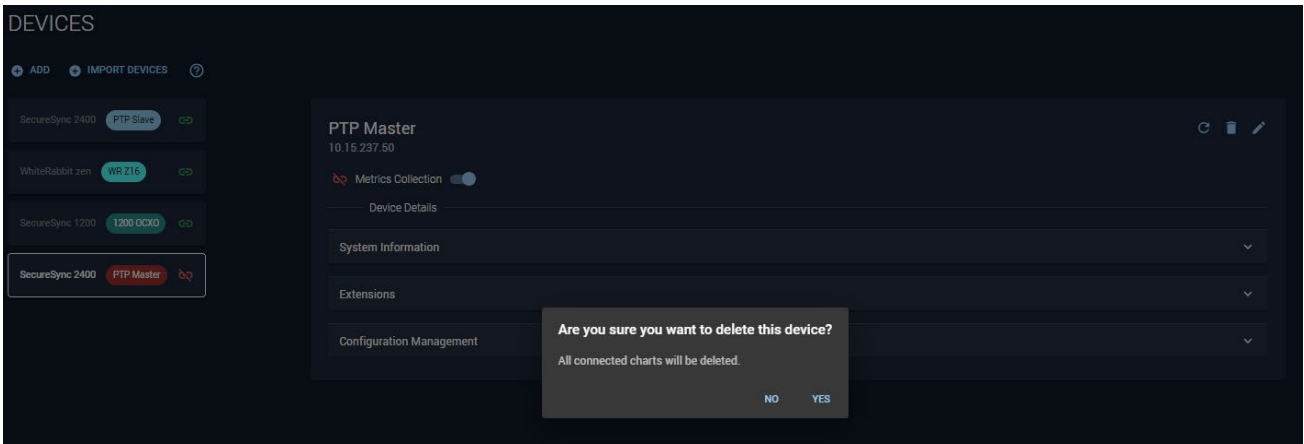 DEVICES
ADD IMPORT DEVICES
SecureSync 2400 PTP Slave
WhiteRabbit zen WR Z16
SecureSync 1200 1200 OCXO
SecureSync 2400 PTP Master
PTP Master
10.15.237.50
Metrics Collection
Device Details
System Information
Extensions
Configuration Management
Are you sure you want to delete this device?
All connected charts will be deleted.
NO YES